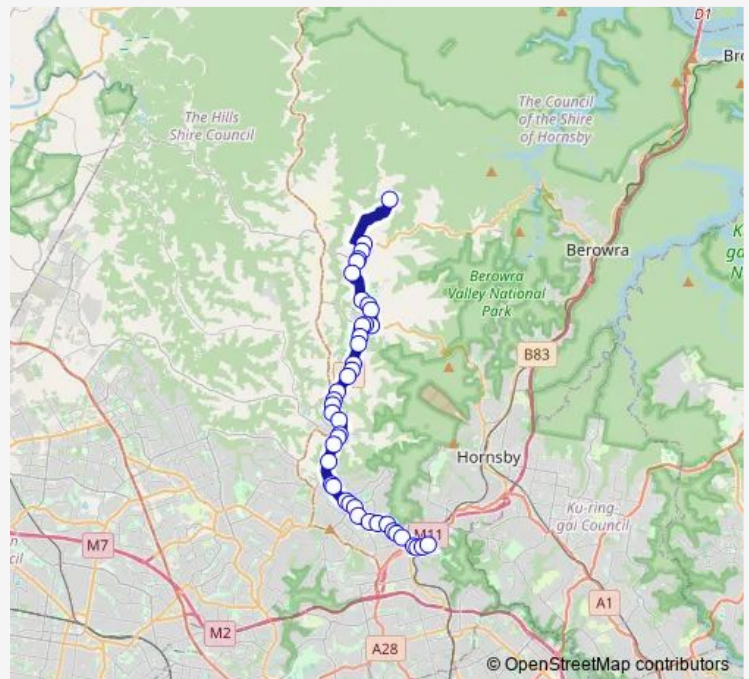 D1
Bro
The Hills
Shire Council
The Council
of the Shire
of Hornsby
Berowra
Berowra
Valley National
Park
B83
Hornsby
Ku-ring-
gai Council
M11
M7
M2
A1
A28
© OpenStreetMap contributors